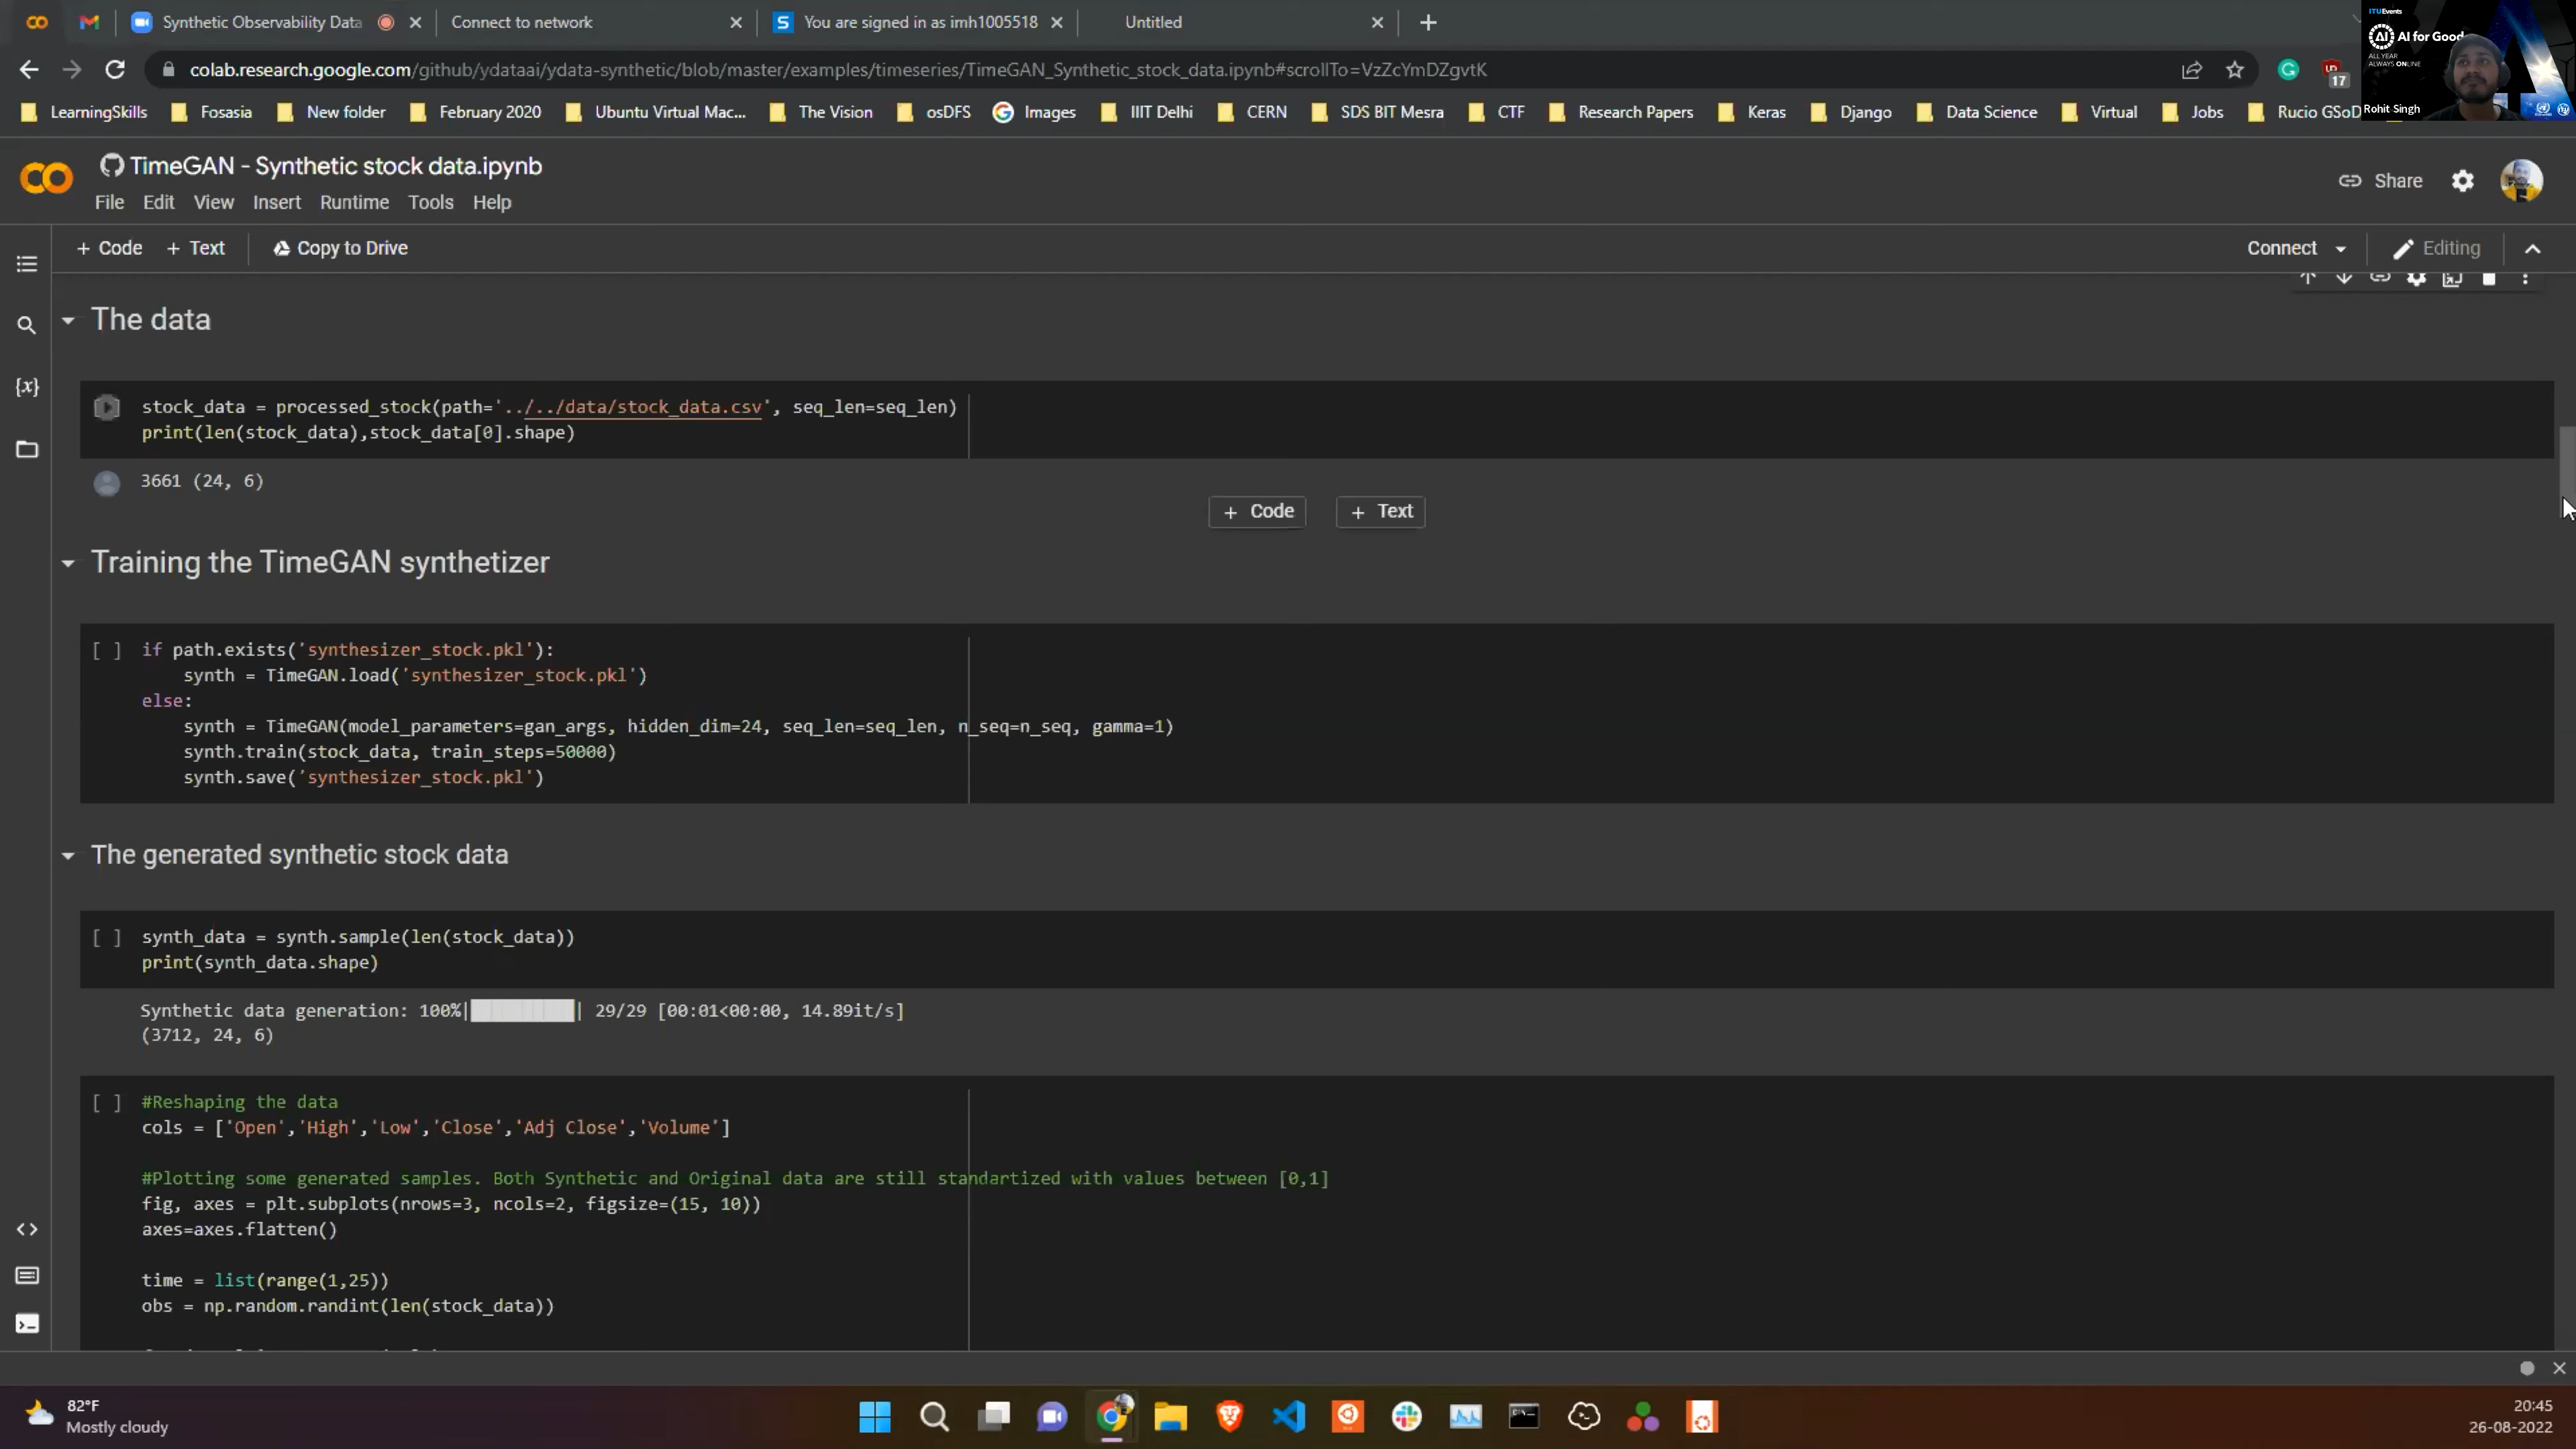 Synthetic Observability Data
Connect to network
You are signed in as imh1005518
Untitled
colab.research.google.com/github/ydataai/ydata-synthetic/blob/master/examples/timeseries/TimeGAN_Synthetic_stock_data.ipynb#scrollTo=VzZcYmDZgvtK
17
ITUEvents
AI for Good
ALL YEAR
ALWAYS ONLINE
Rohit Singh
LearningSkills
Fosasia
New folder
February 2020
Ubuntu Virtual Mac...
The Vision
osDFS
Images
IIIT Delhi
CERN
SDS BIT Mesra
CTF
Research Papers
Keras
Django
Data Science
Virtual
Jobs
Rucio GSoD
TimeGAN - Synthetic stock data.ipynb
File Edit View Insert Runtime Tools Help
Share
+ Code + Text Copy to Drive
Connect
Editing
The data
stock_data = processed_stock(path='../../data/stock_data.csv', seq_len=seq_len)
print(len(stock_data),stock_data[0].shape)
3661 (24, 6)
+ Code + Text
Training the TimeGAN synthetizer
[ ] if path.exists('synthesizer_stock.pkl'):
synth = TimeGAN.load('synthesizer_stock.pkl')
else:
synth = TimeGAN(model_parameters=gan_args, hidden_dim=24, seq_len=seq_len, n_seq=n_seq, gamma=1)
synth.train(stock_data, train_steps=50000)
synth.save('synthesizer_stock.pkl')
The generated synthetic stock data
[ ] synth_data = synth.sample(len(stock_data))
print(synth_data.shape)
Synthetic data generation: 100%|██████████| 29/29 [00:01<00:00, 14.89it/s]
(3712, 24, 6)
[ ] #Reshaping the data
cols = ['Open','High','Low','Close','Adj Close','Volume']
#Plotting some generated samples. Both Synthetic and Original data are still standartized with values between [0,1]
fig, axes = plt.subplots(nrows=3, ncols=2, figsize=(15, 10))
axes=axes.flatten()
time = list(range(1,25))
obs = np.random.randint(len(stock_data))
82°F
Mostly cloudy
20:45
26-08-2022